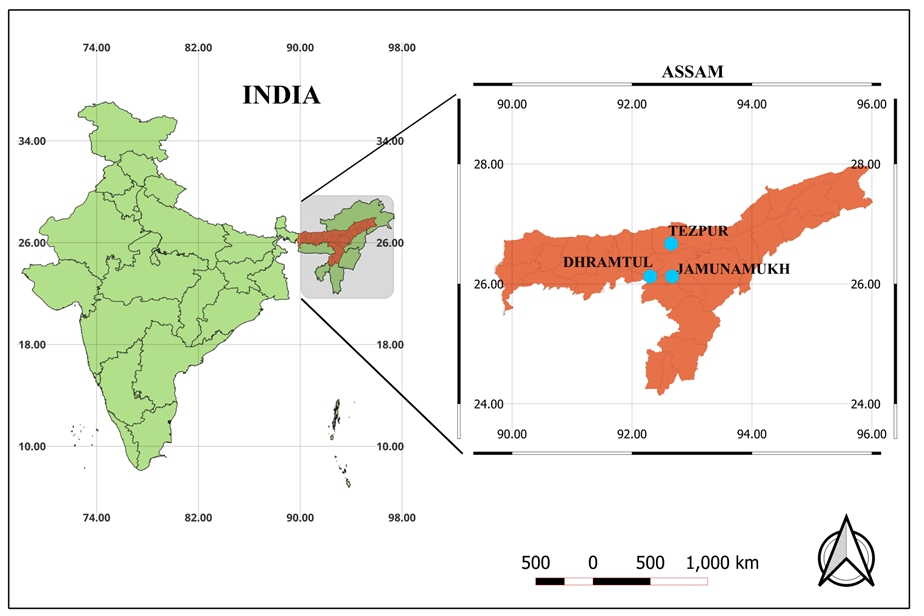 74.00 82.00 90.00 98.00
INDIA
34.00 34.00
26.00 26.00
18.00 18.00
10.00 10.00
74.00 82.00 90.00 98.00
ASSAM
90.00 92.00 94.00 96.00
28.00 28.00
TEZPUR
DHRAMTUL
JAMUNAMUKH
26.00 26.00
24.00 24.00
90.00 92.00 94.00 96.00
500 0 500 1,000 km